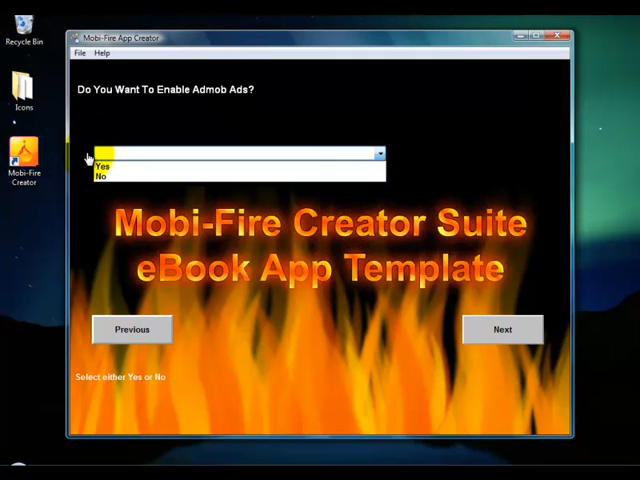 Recycle Bin
Icons
Mobi-Fire
Creator
Mobi-Fire App Creator
File Help
Do You Want To Enable Admob Ads?
Yes
No
Mobi-Fire Creator Suite
eBook App Template
Previous
Next
Select either Yes or No